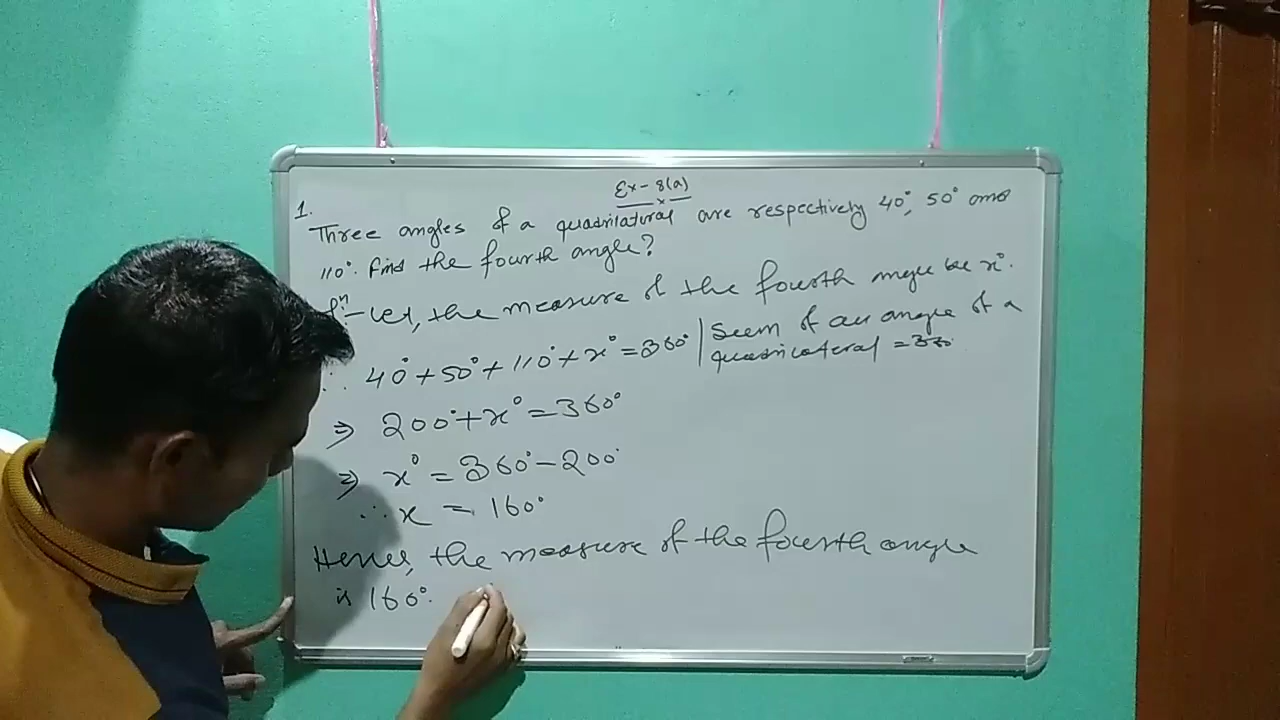 Ex-8(a)
1.
Three angles of a quadrilateral are respectively 40°, 50° and
110°. Find the fourth angle?
Solⁿ - Let, the measure of the fourth angle be x°.
∴ 40°+50°+110°+x°=360° | Sum of all angle of a
quadrilateral =360°
⇒ 200°+x°=360°
⇒ x°=360°-200°
∴ x = 160°
Hence, the measure of the fourth angle
is 160°.